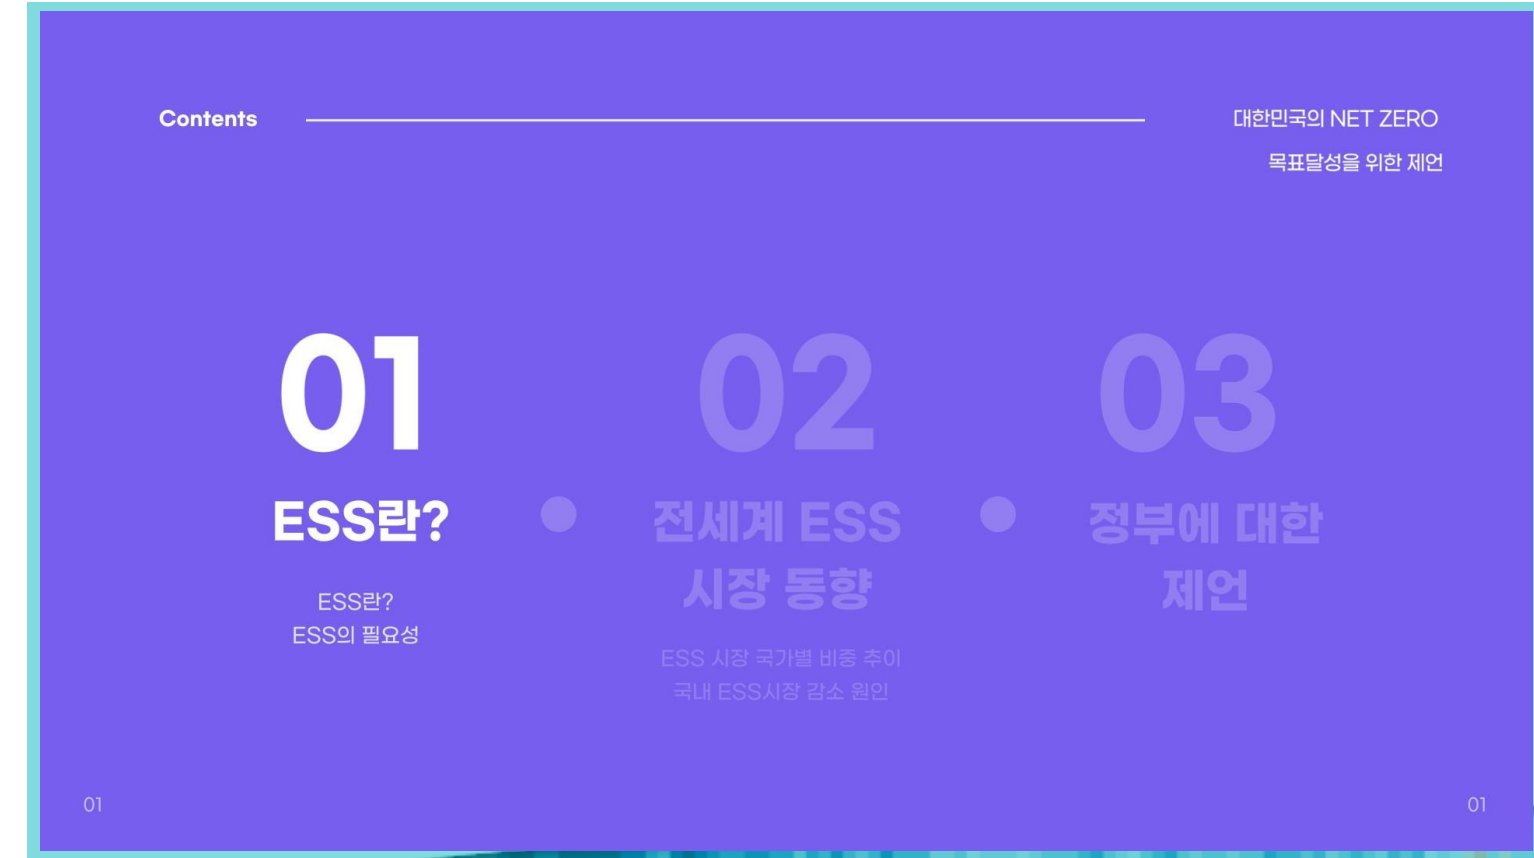 Contents
대한민국의 NET ZERO
목표달성을 위한 제언
01
ESS란?
ESS란?
ESS의 필요성
02
전세계 ESS
시장 동향
ESS 시장 국가별 비중 추이
국내 ESS시장 감소 원인
03
정부에 대한
제언
01
01